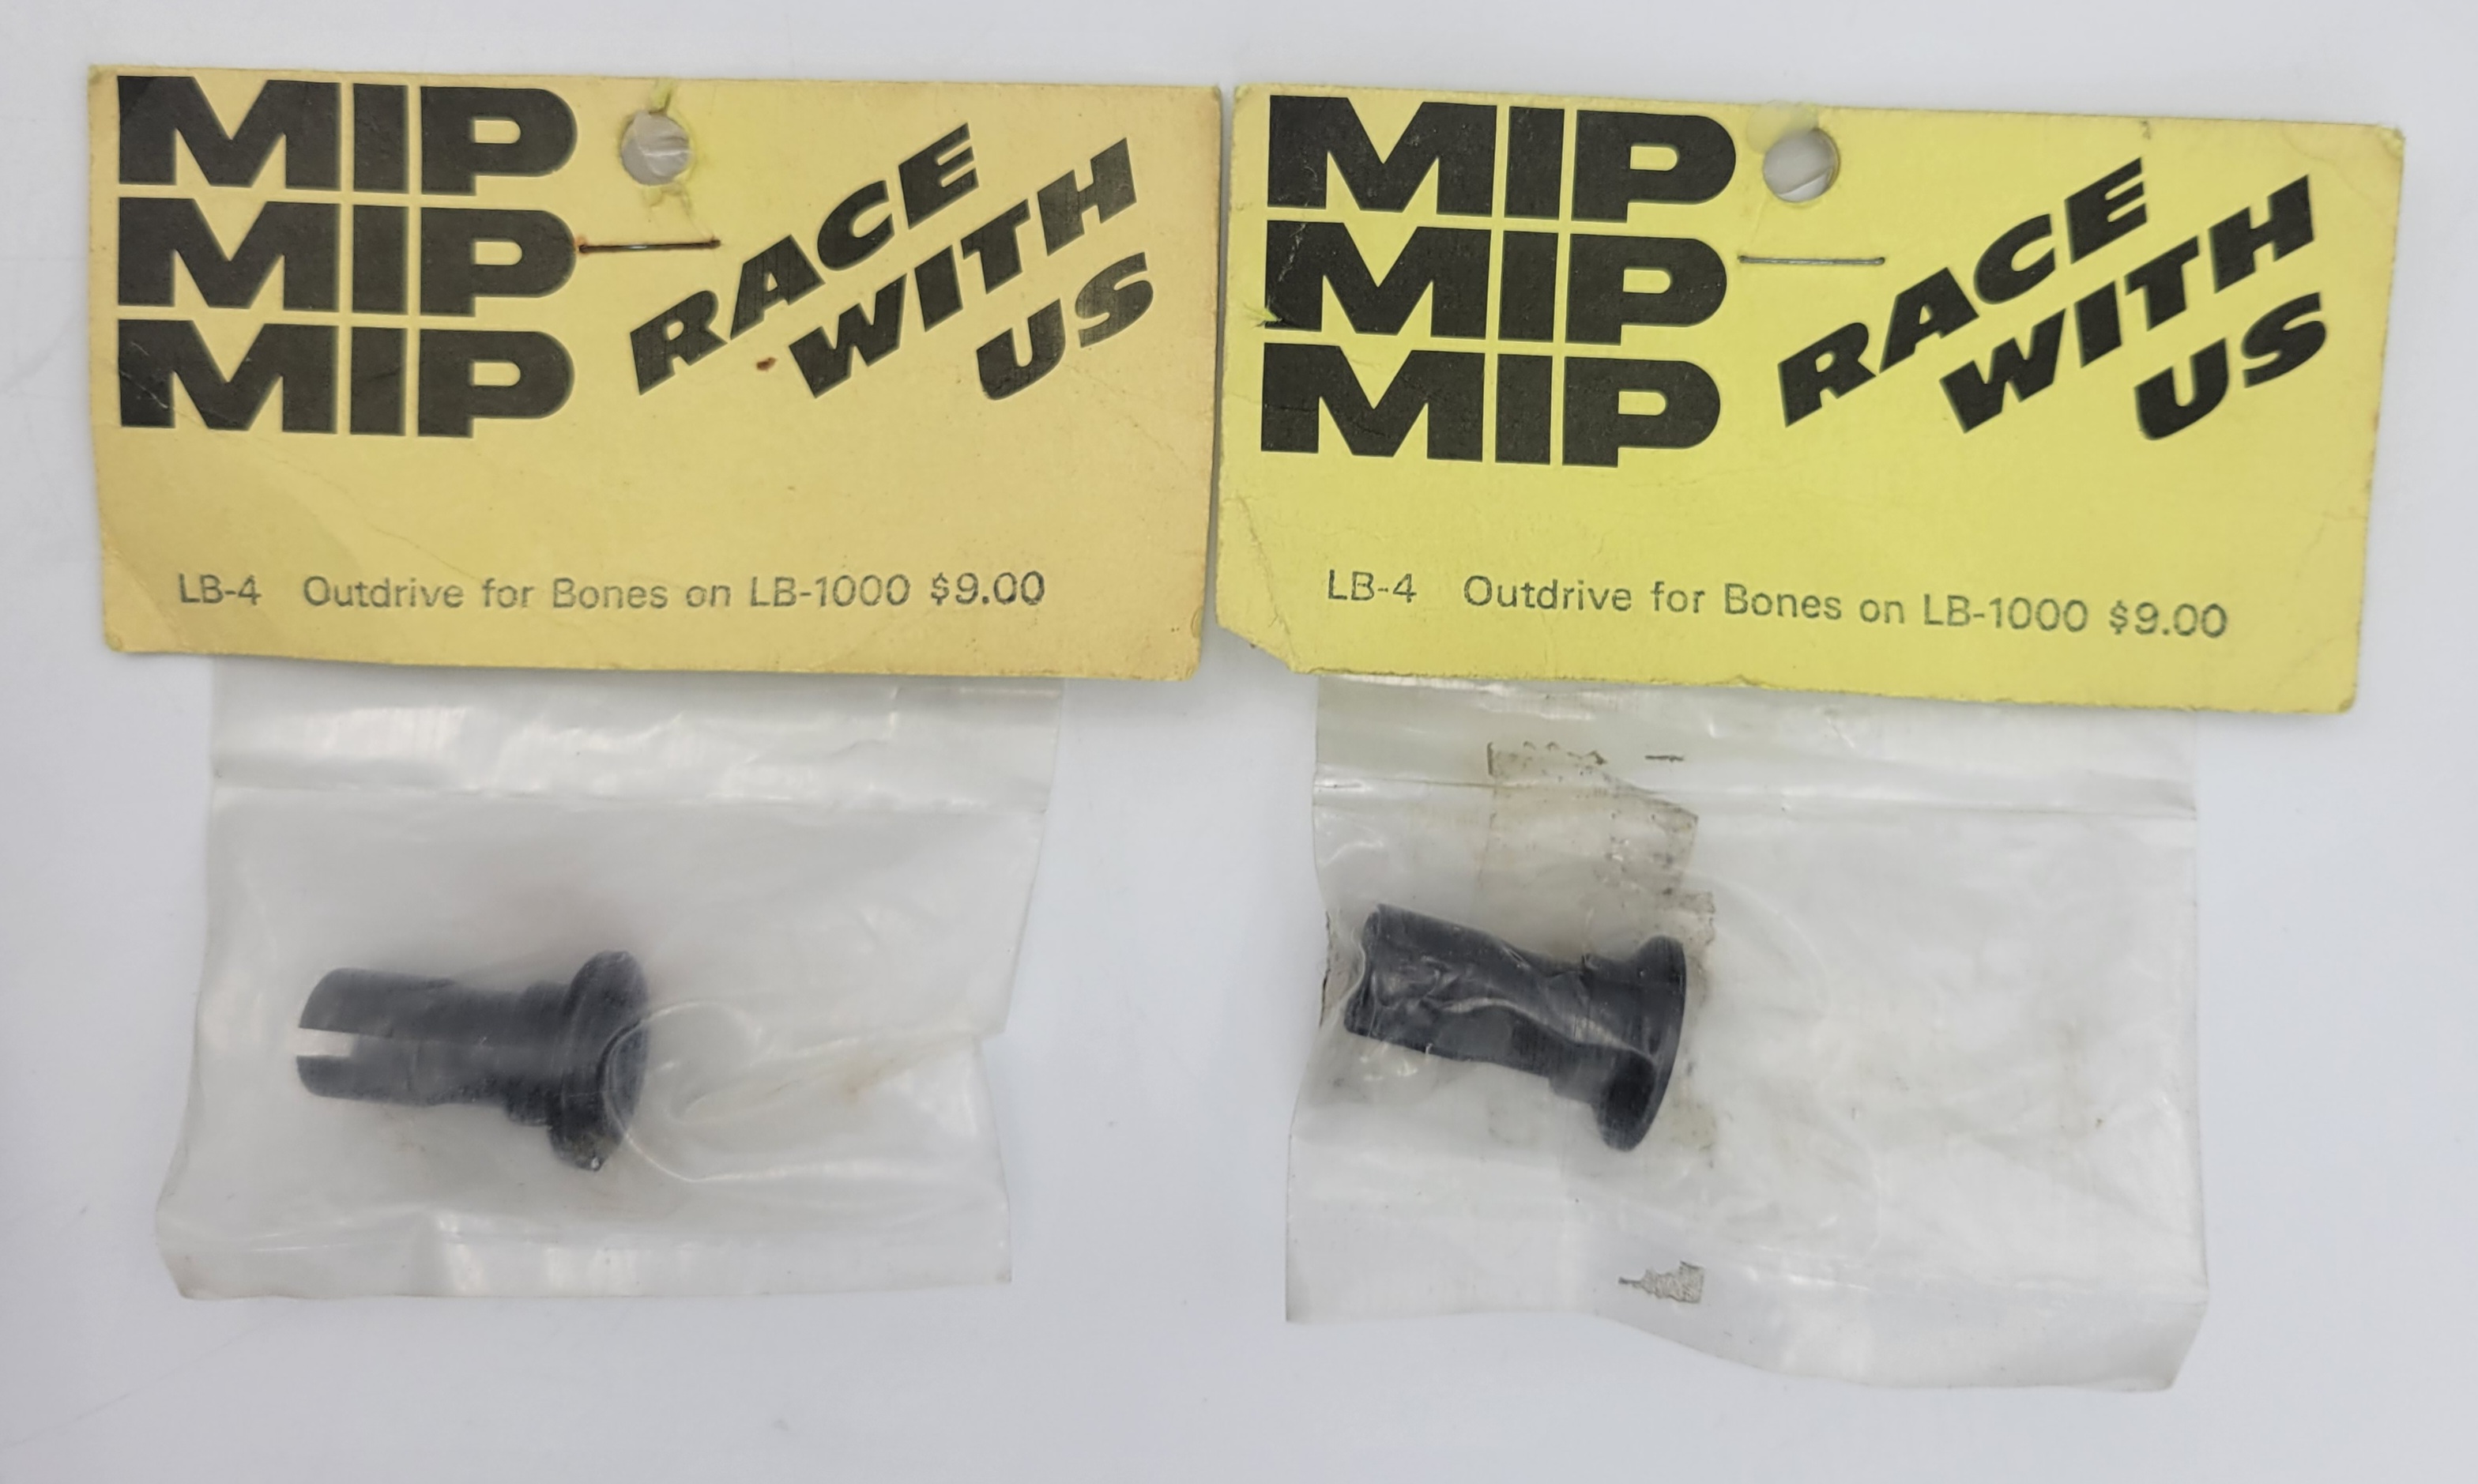 MIP
MIP
MIP
RACE
WITH
US
LB-4 Outdrive for Bones on LB-1000 $9.00
MIP
MIP
MIP
RACE
WITH
US
LB-4 Outdrive for Bones on LB-1000 $9.00